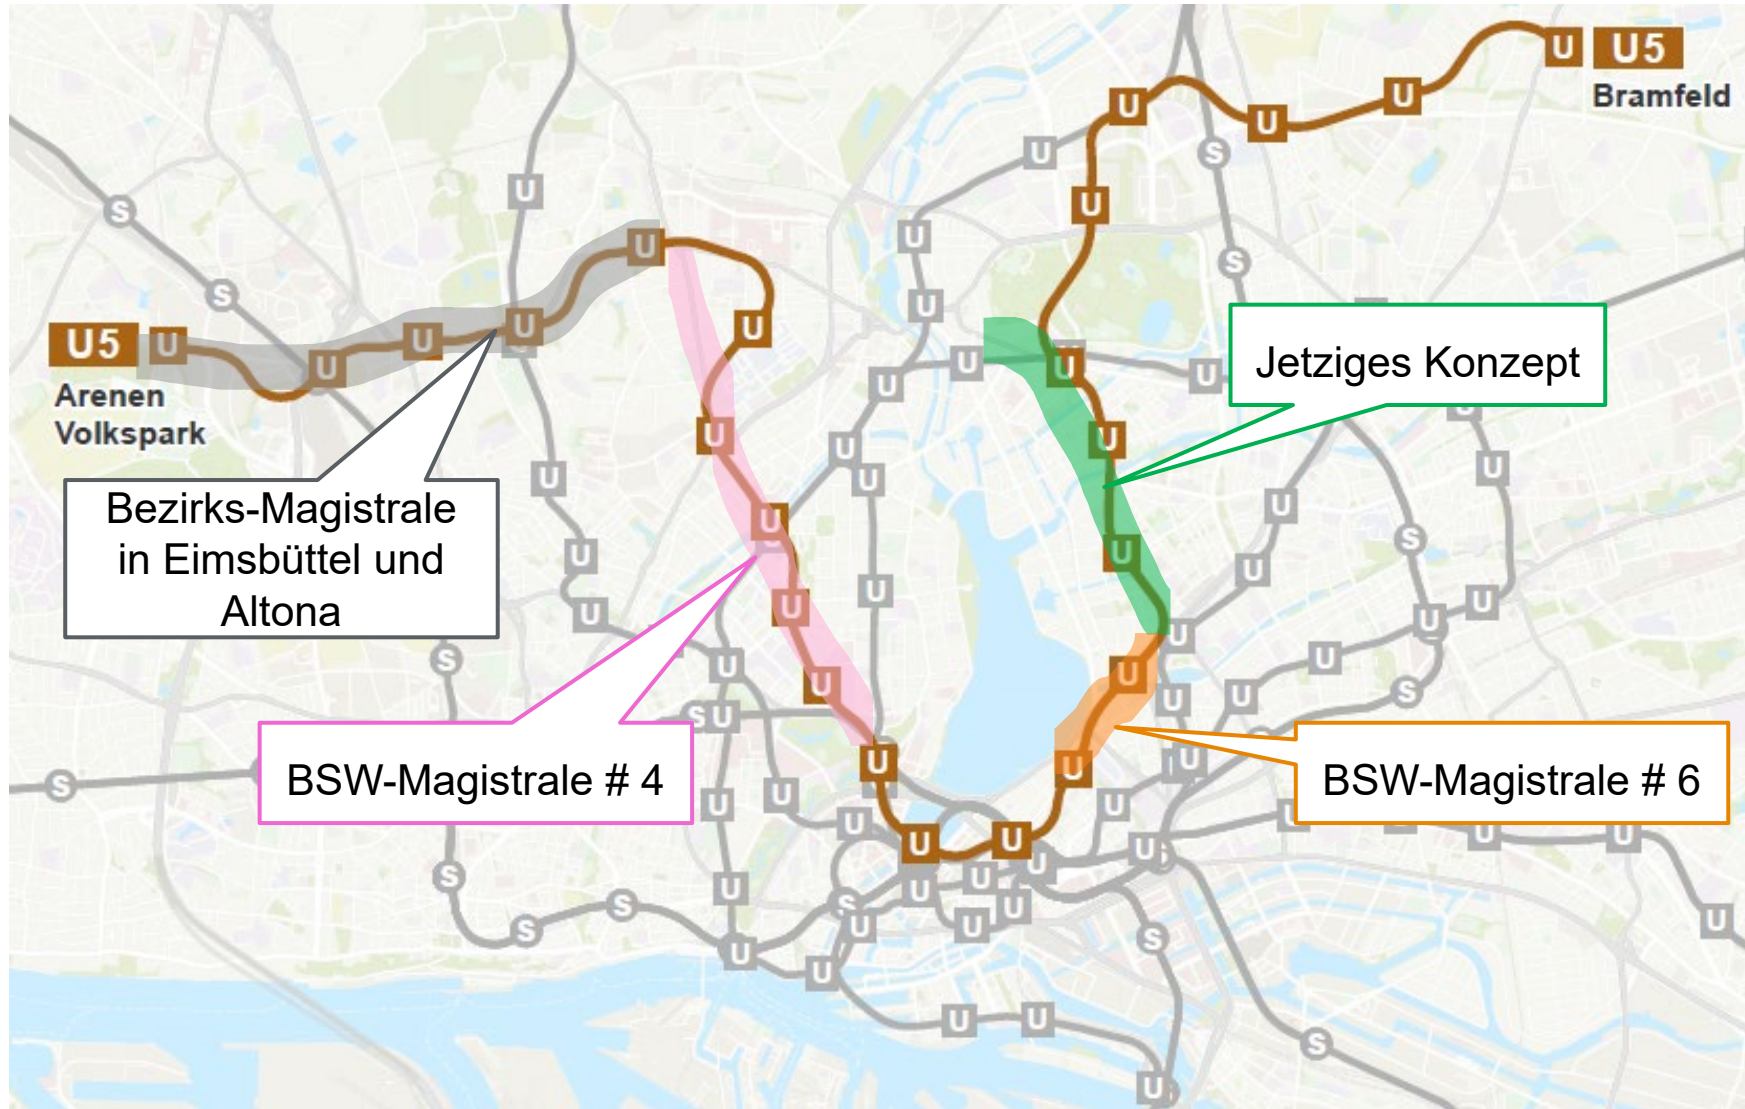 U5
Bramfeld
U5
Arenen
Volkspark
Jetziges Konzept
Bezirks-Magistrale
in Eimsbüttel und
Altona
BSW-Magistrale # 4
BSW-Magistrale # 6